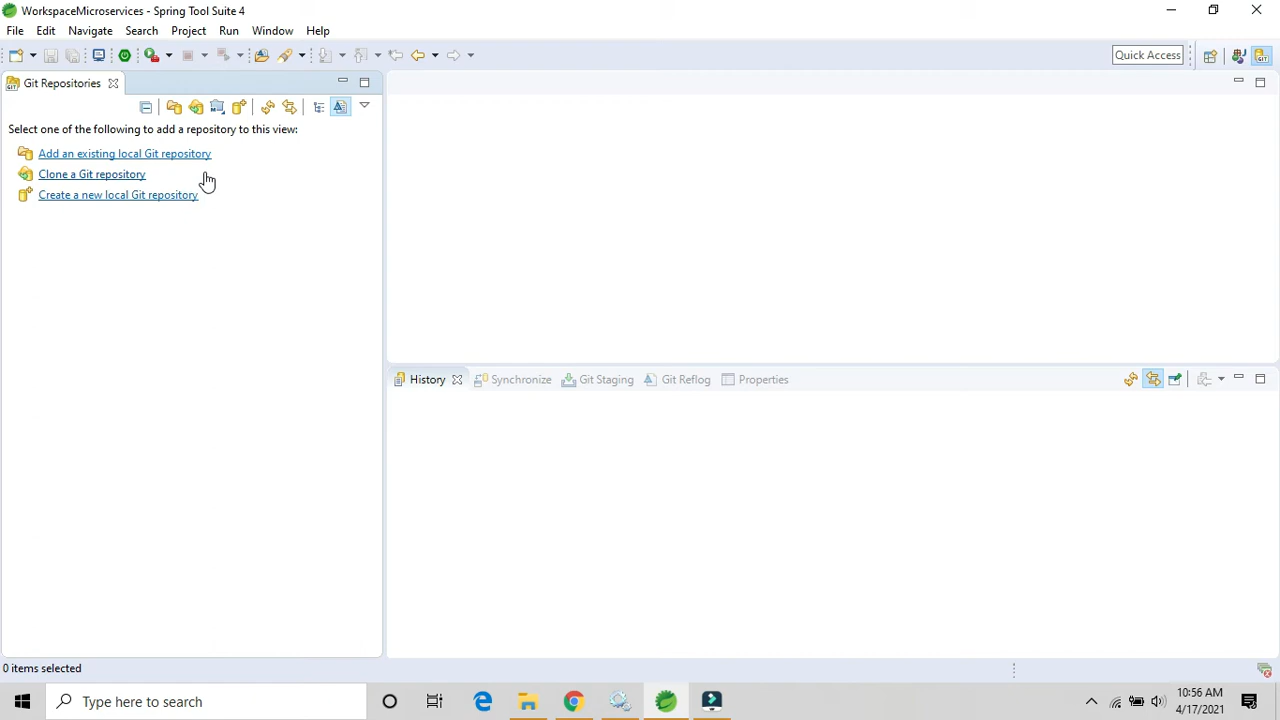 WorkspaceMicroservices - Spring Tool Suite 4
File Edit Navigate Search Project Run Window Help
Quick Access
Git Repositories
Select one of the following to add a repository to this view:
Add an existing local Git repository
Clone a Git repository
Create a new local Git repository
History Synchronize Git Staging Git Reflog Properties
0 items selected
Type here to search
10:56 AM
4/17/2021